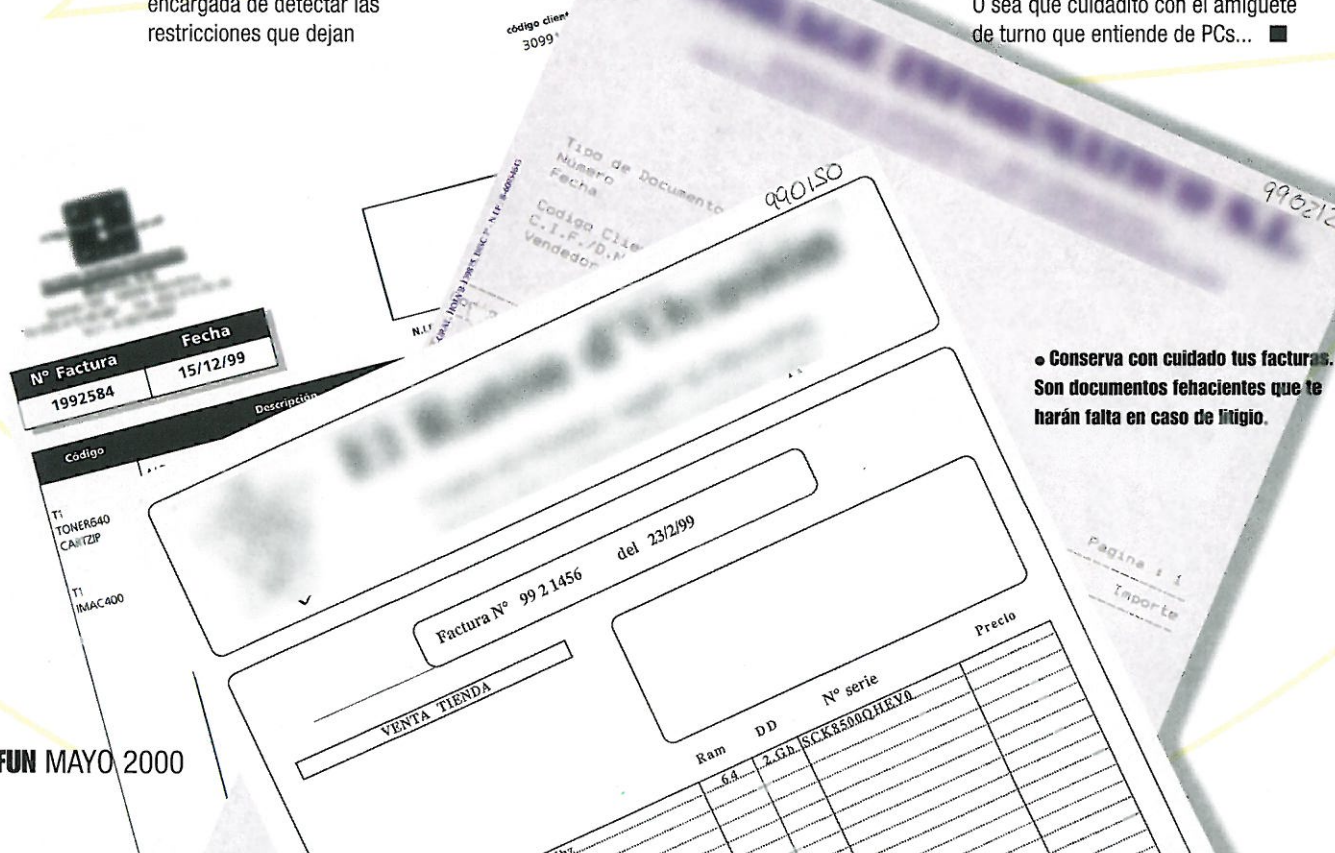 encargada de detectar las
restricciones que dejan
O sea que cuidadito con el amiguete
de turno que entiende de PCs...
código client
3099
Tipo de Documento
Número
Fecha
Codigo Clie
C.I.F./D.N
Vendedor
990150
990212
Nº Factura
Fecha
1992584
15/12/99
Código
Descripción
T1
TONER640
CARTZIP
T1
IMAC400
• Conserva con cuidado tus facturas.
Son documentos fehacientes que te
harán falta en caso de litigio.
Pagina : 1
Importe
Factura Nº 99 2 1456 del 23/2/99
VENTA TIENDA
Ram
DD
Nº serie
Precio
64
2 Gb
SCK8500QHEV0
FUN MAYO 2000